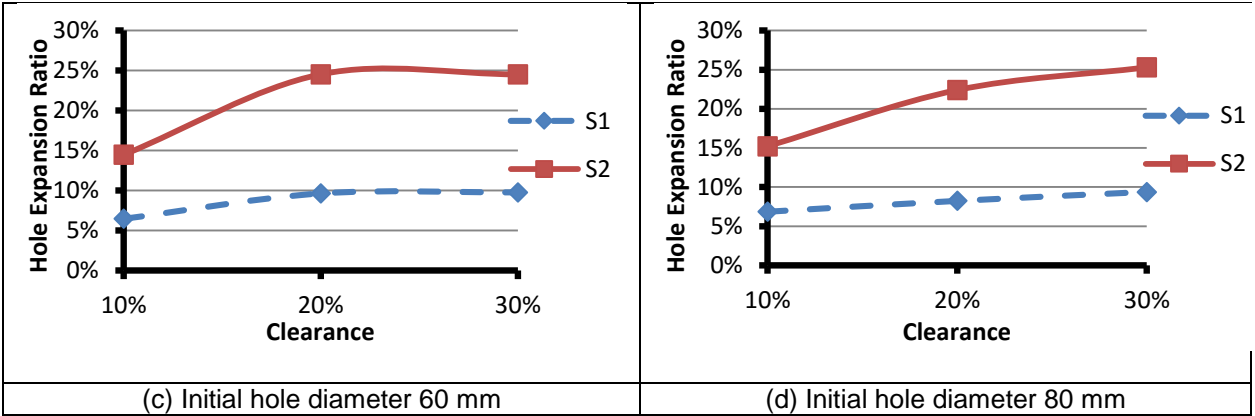 30%
25%
20%
15%
10%
5%
0%
Hole Expansion Ratio
10% 20% 30%
Clearance
S1
S2
(c) Initial hole diameter 60 mm
30%
25%
20%
15%
10%
5%
0%
Hole Expansion Ratio
10% 20% 30%
Clearance
S1
S2
(d) Initial hole diameter 80 mm